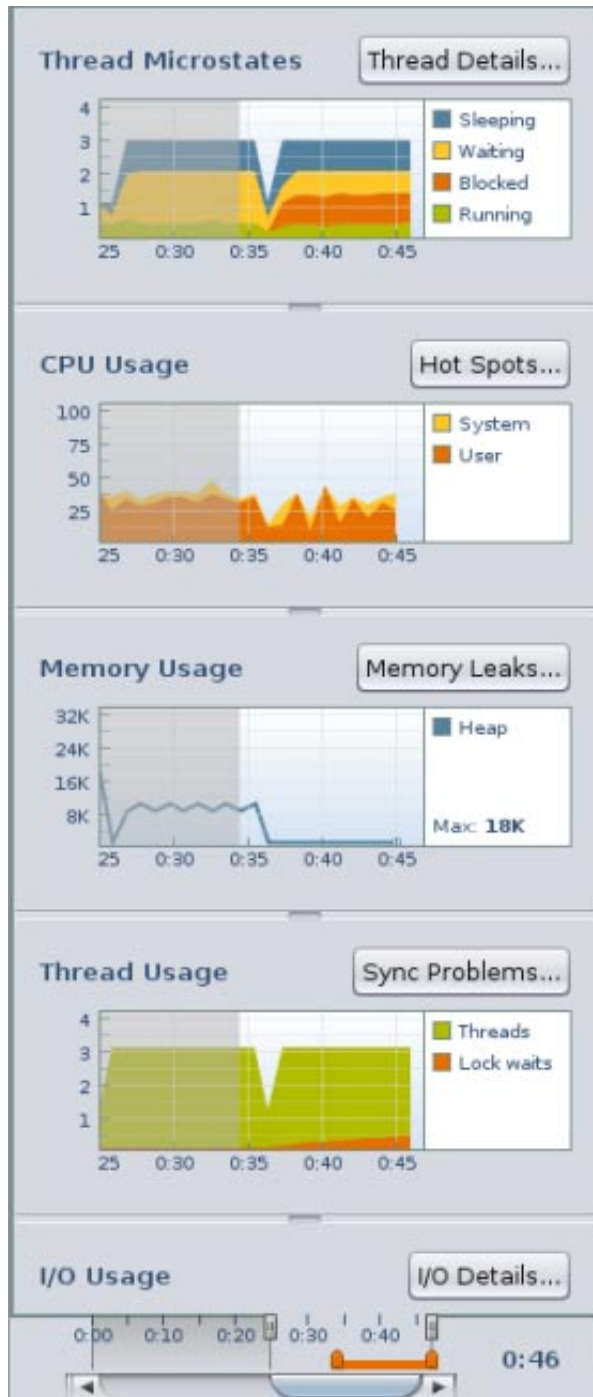 Thread Microstates Thread Details...
4
3
2
1
Sleeping
Waiting
Blocked
Running
25 0:30 0:35 0:40 0:45
CPU Usage Hot Spots...
100
75
50
25
System
User
25 0:30 0:35 0:40 0:45
Memory Usage Memory Leaks...
32K
24K
16K
8K
Heap
Max: 18K
25 0:30 0:35 0:40 0:45
Thread Usage Sync Problems...
4
3
2
1
Threads
Lock waits
25 0:30 0:35 0:40 0:45
I/O Usage I/O Details...
0:00 0:10 0:20 0:30 0:40
0:46